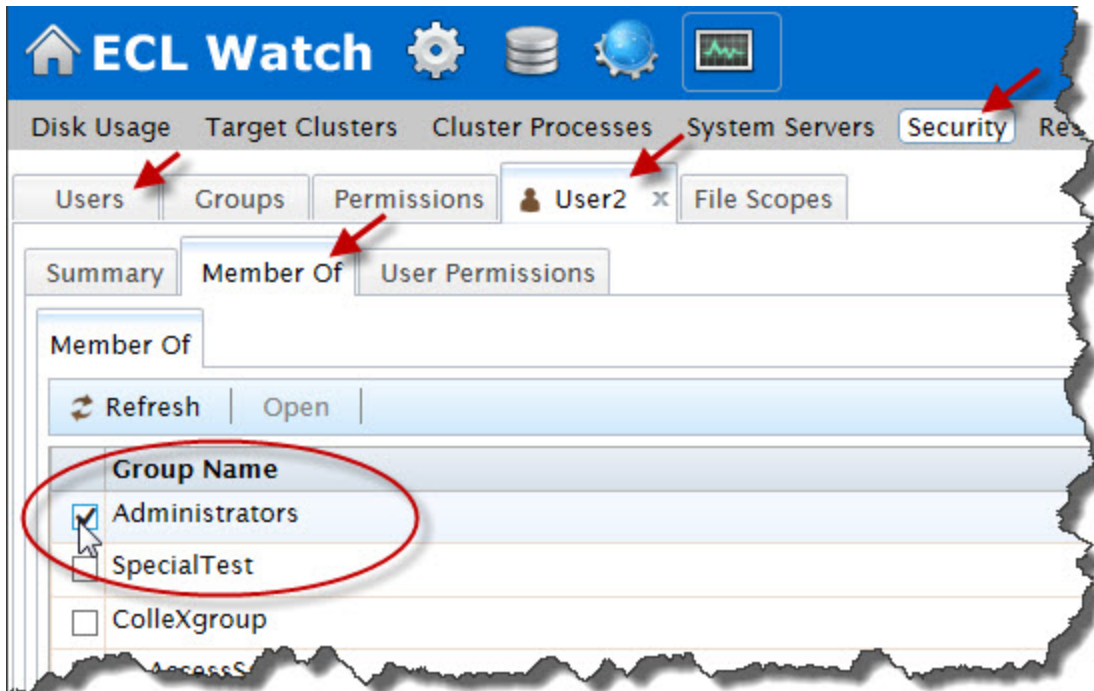 ECL Watch
Disk Usage Target Clusters Cluster Processes System Servers Security Res
Users Groups Permissions User2 x File Scopes
Summary Member Of User Permissions
Member Of
Refresh Open
Group Name
Administrators
SpecialTest
ColleXgroup